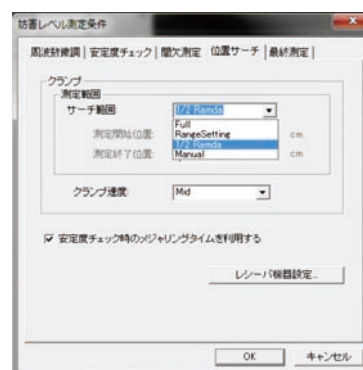 妨害レベル測定条件
周波数微調 安定度チェック 間欠測定 位置サーチ 最終測定
クランプ
測定範囲
サーチ範囲 1/2 Ramda
Full
RangeSetting
1/2 Ramda
Manual
測定開始位置 cm
測定終了位置 cm
クランプ速度 Mid
安定度チェック時のメジャリングタイムを利用する
レシーバ機器設定...
OK キャンセル